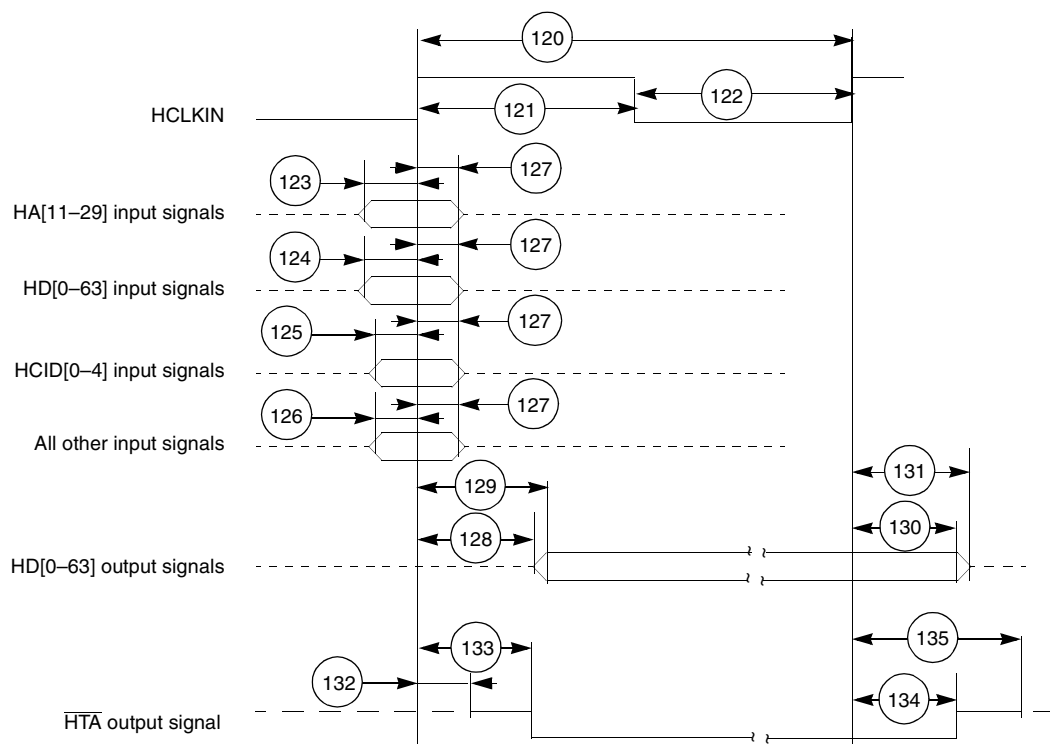 120
121
122
HCLKIN
123
127
HA[11–29] input signals
124
127
HD[0–63] input signals
125
127
HCID[0–4] input signals
126
127
All other input signals
129
131
128
130
HD[0–63] output signals
133
135
132
134
HTA output signal